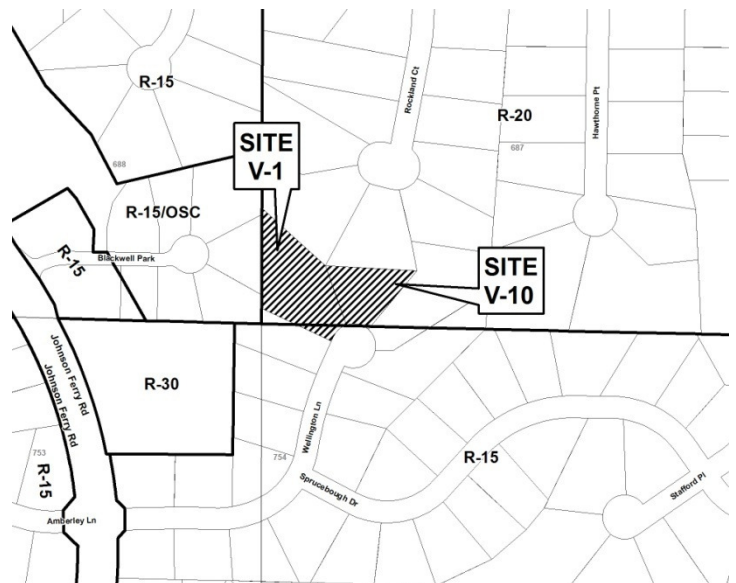 R-15
Rockland Ct
R-20
Hawthorne Pt
687
SITE
V-1
688
R-15/OSC
R-15
Blackwell Park
SITE
V-10
Johnson Ferry Rd
Johnson Ferry Rd
R-30
Wellington Ln
753
754
R-15
R-15
Sprucebough Dr
Stafford Pl
Amberley Ln